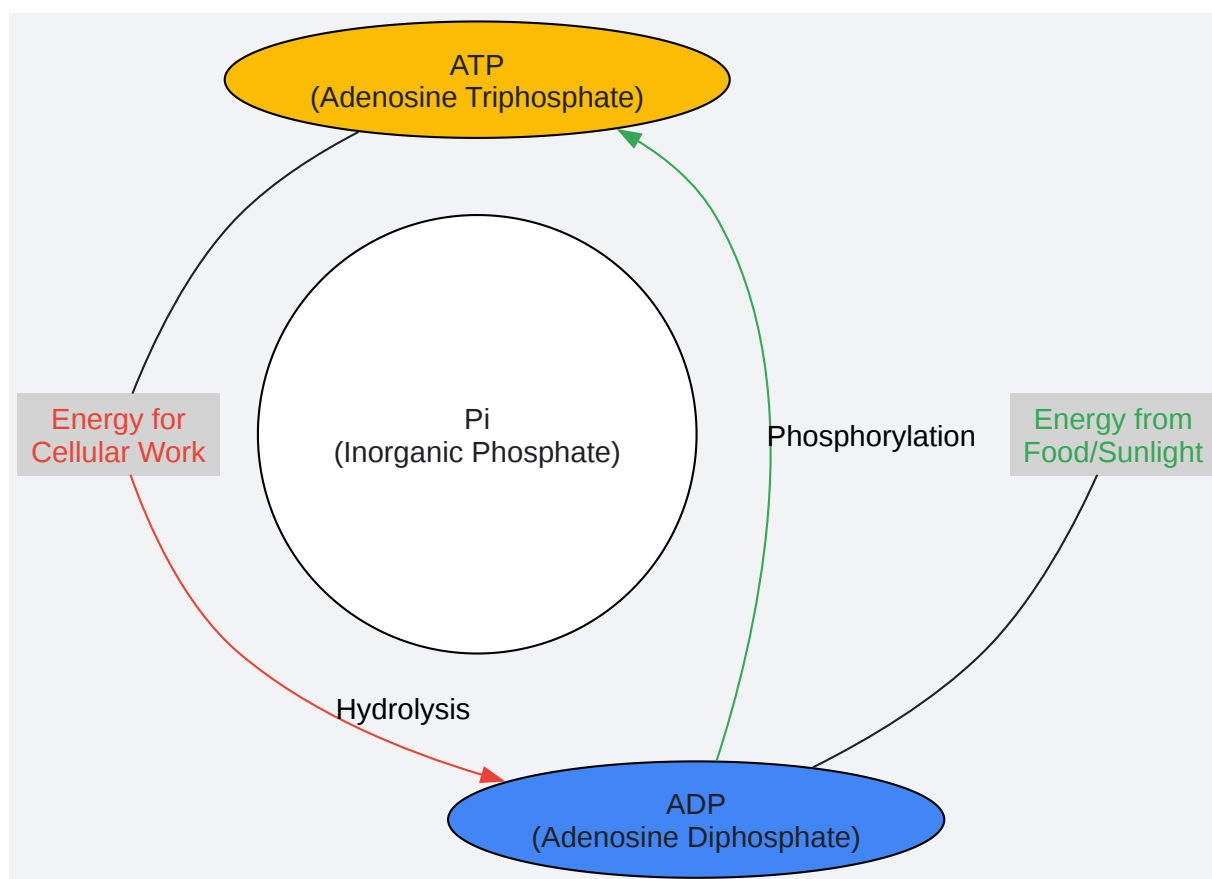 ATP
(Adenosine Triphosphate)
Energy for
Cellular Work
Pi
(Inorganic Phosphate)
Phosphorylation
Energy from
Food/Sunlight
Hydrolysis
ADP
(Adenosine Diphosphate)